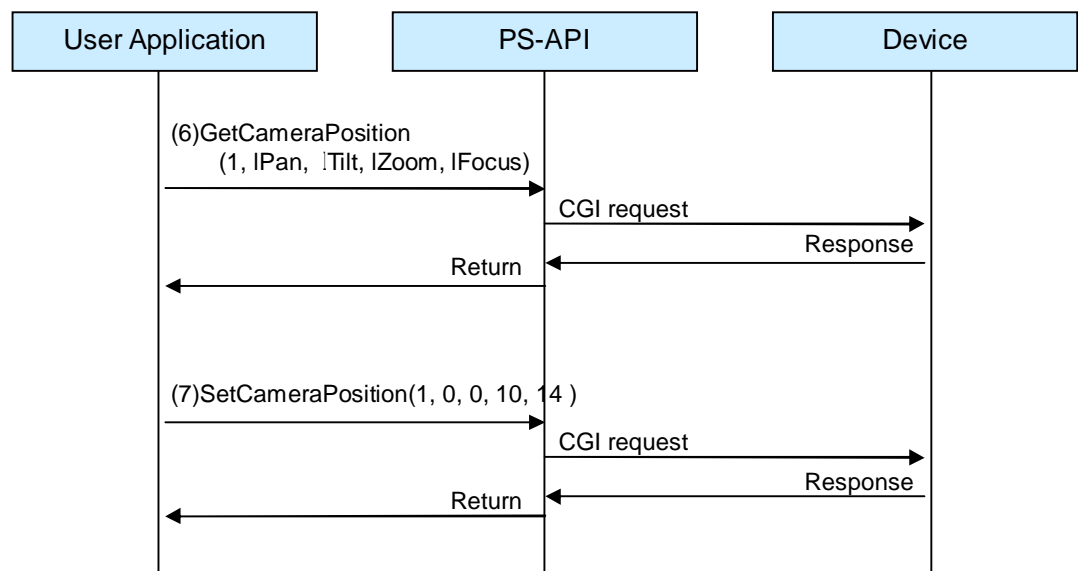 User Application
PS-API
Device
(6)GetCameraPosition
(1, lPan, lTilt, lZoom, lFocus)
CGI request
Response
Return
(7)SetCameraPosition(1, 0, 0, 10, 14 )
CGI request
Response
Return